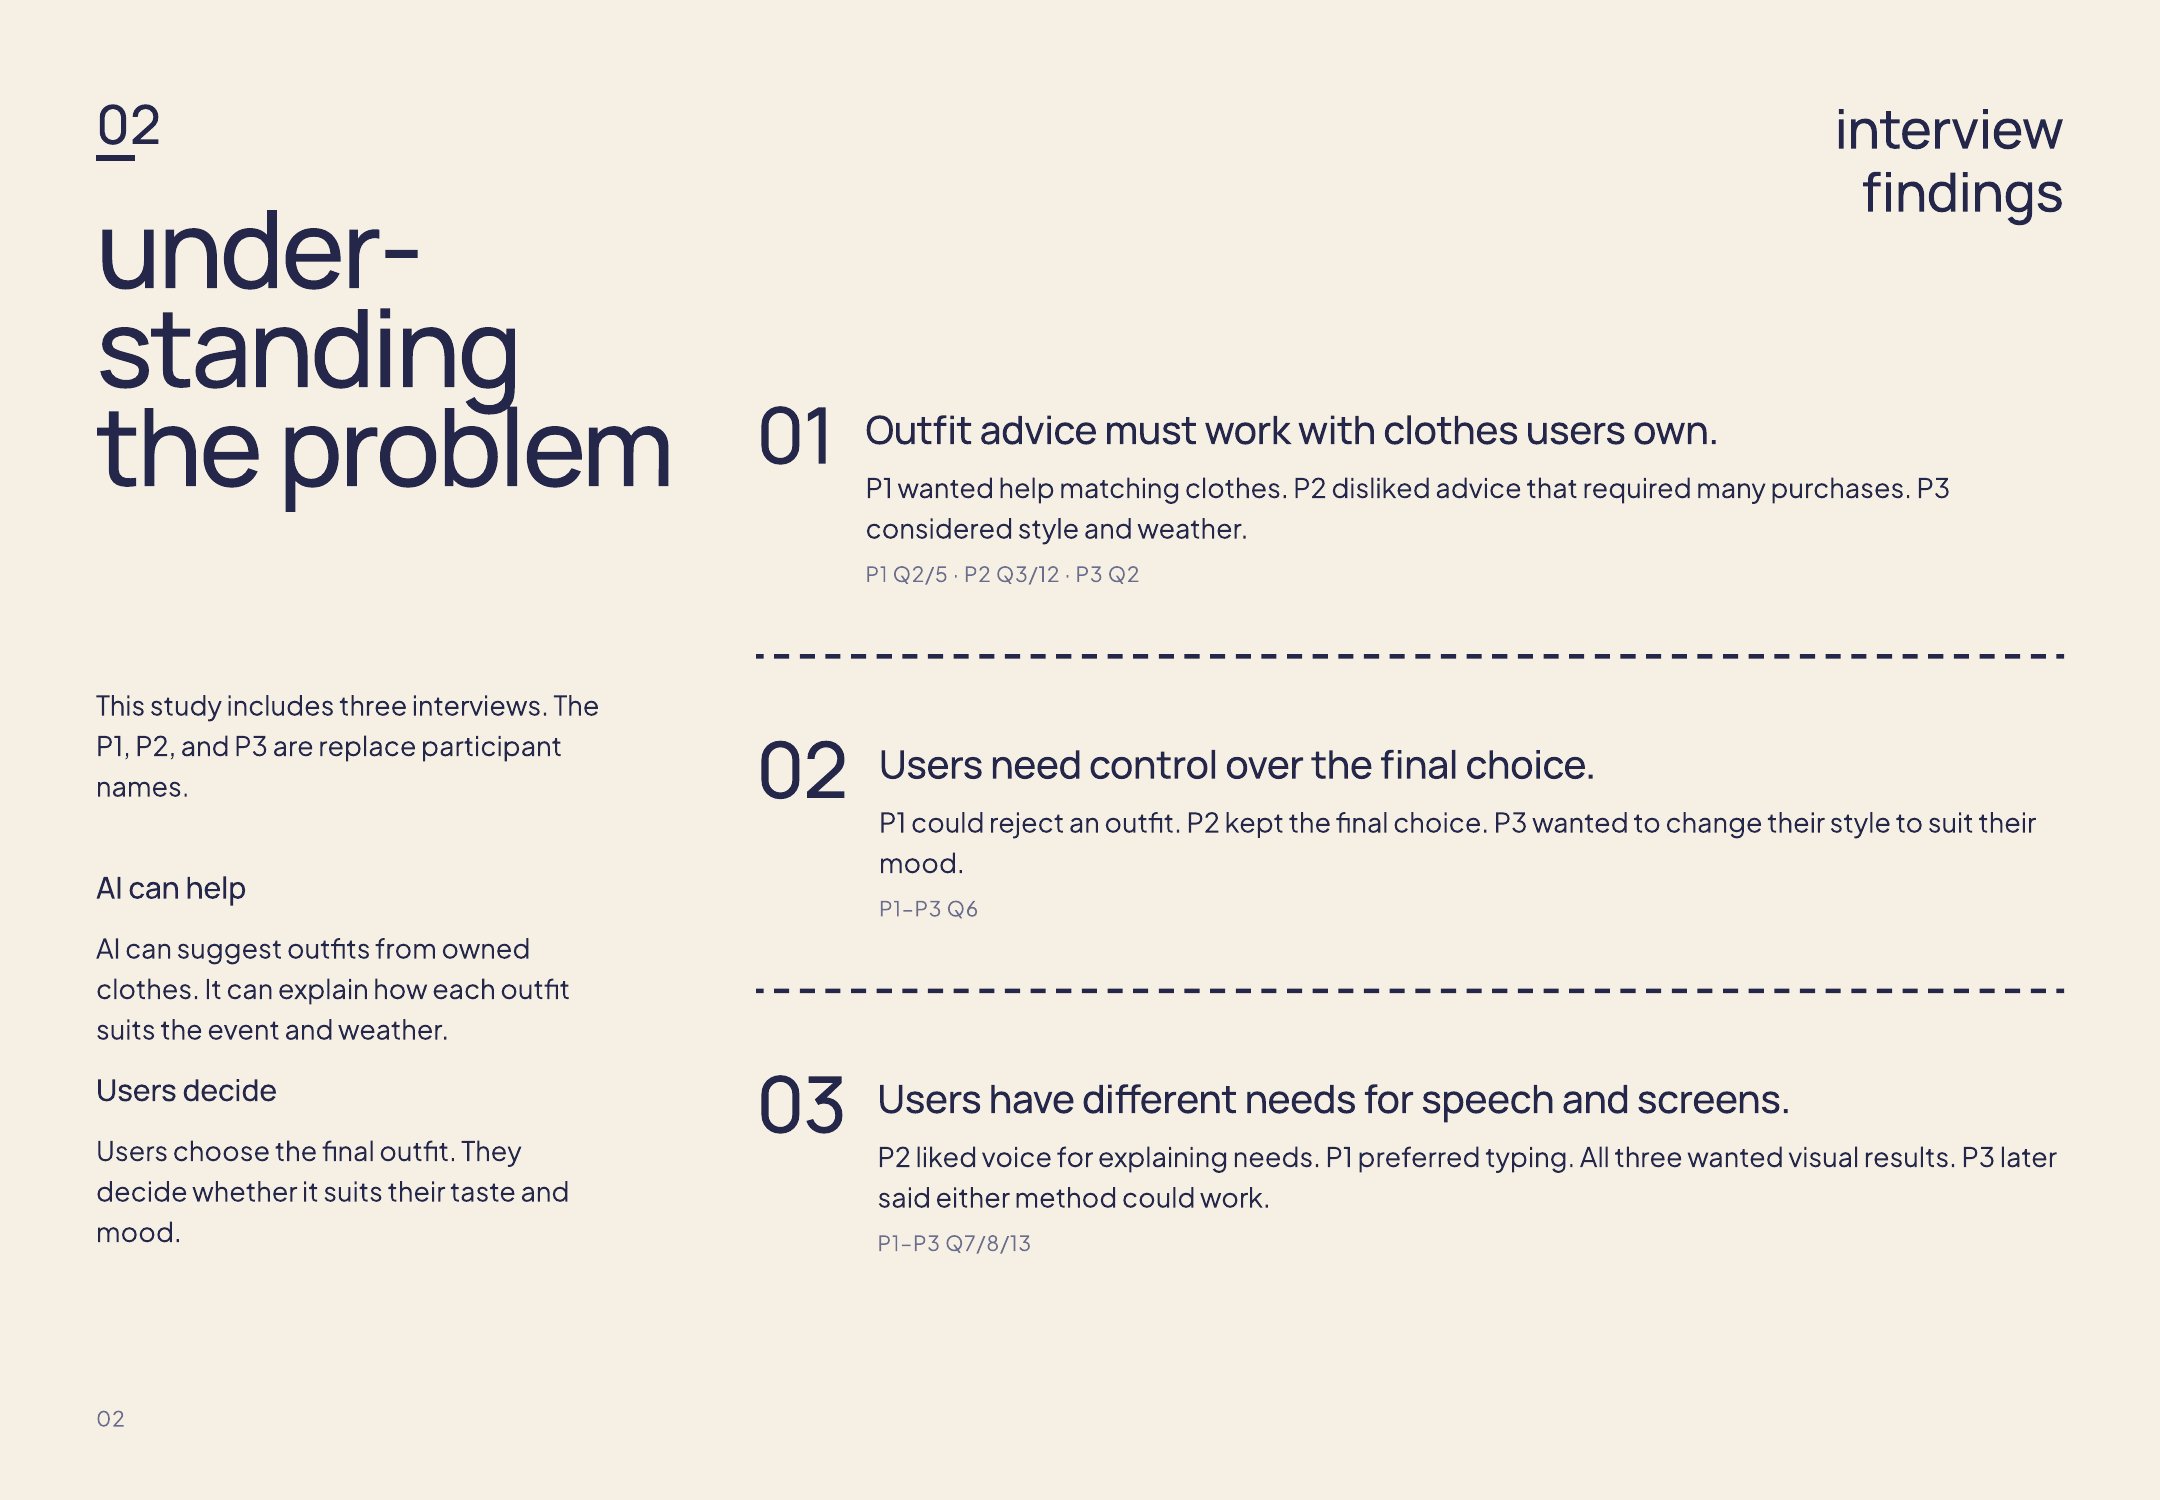 02
interview
findings
under-
standing
the problem
This study includes three interviews. The
P1, P2, and P3 are replace participant
names.
AI can help
AI can suggest outfits from owned
clothes. It can explain how each outfit
suits the event and weather.
Users decide
Users choose the final outfit. They
decide whether it suits their taste and
mood.
01
Outfit advice must work with clothes users own.
P1 wanted help matching clothes. P2 disliked advice that required many purchases. P3
considered style and weather.
P1 Q2/5 · P2 Q3/12 · P3 Q2
02
Users need control over the final choice.
P1 could reject an outfit. P2 kept the final choice. P3 wanted to change their style to suit their
mood.
P1–P3 Q6
03
Users have different needs for speech and screens.
P2 liked voice for explaining needs. P1 preferred typing. All three wanted visual results. P3 later
said either method could work.
P1–P3 Q7/8/13
02